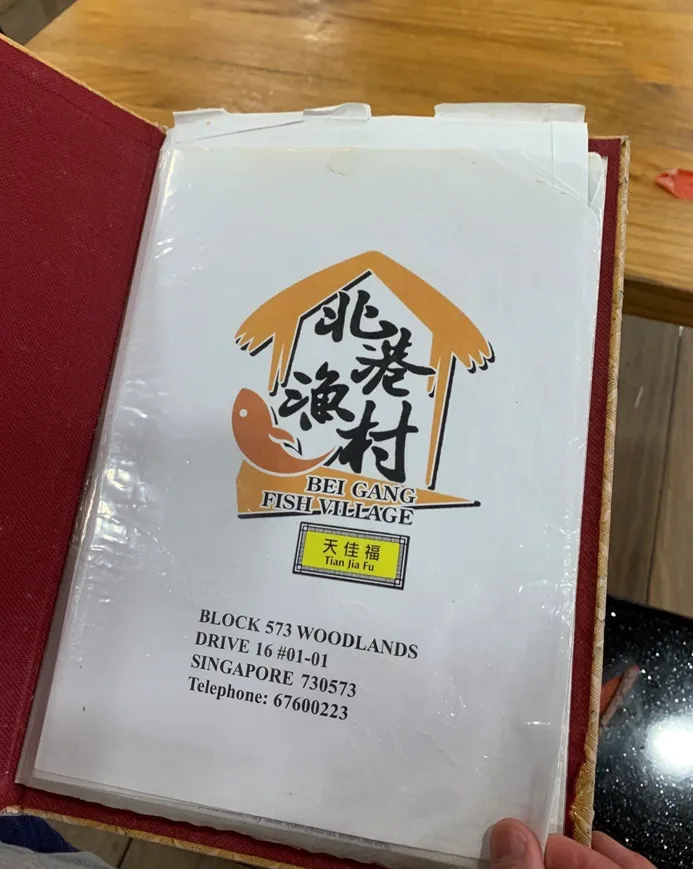 北港
渔村
BEI GANG
FISH VILLAGE
天佳福
Tian Jia Fu
BLOCK 573 WOODLANDS
DRIVE 16 #01-01
SINGAPORE 730573
Telephone: 67600223